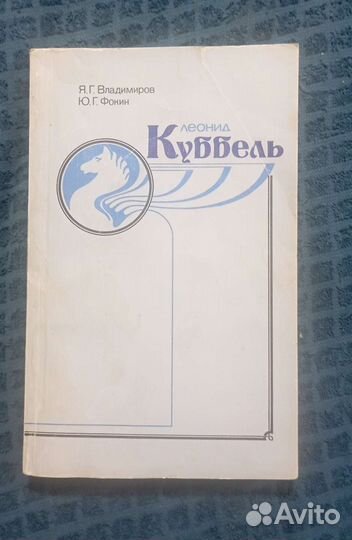 Я.Г. Владимиров
Ю.Г. Фокин
леонид
Куббель
Avito